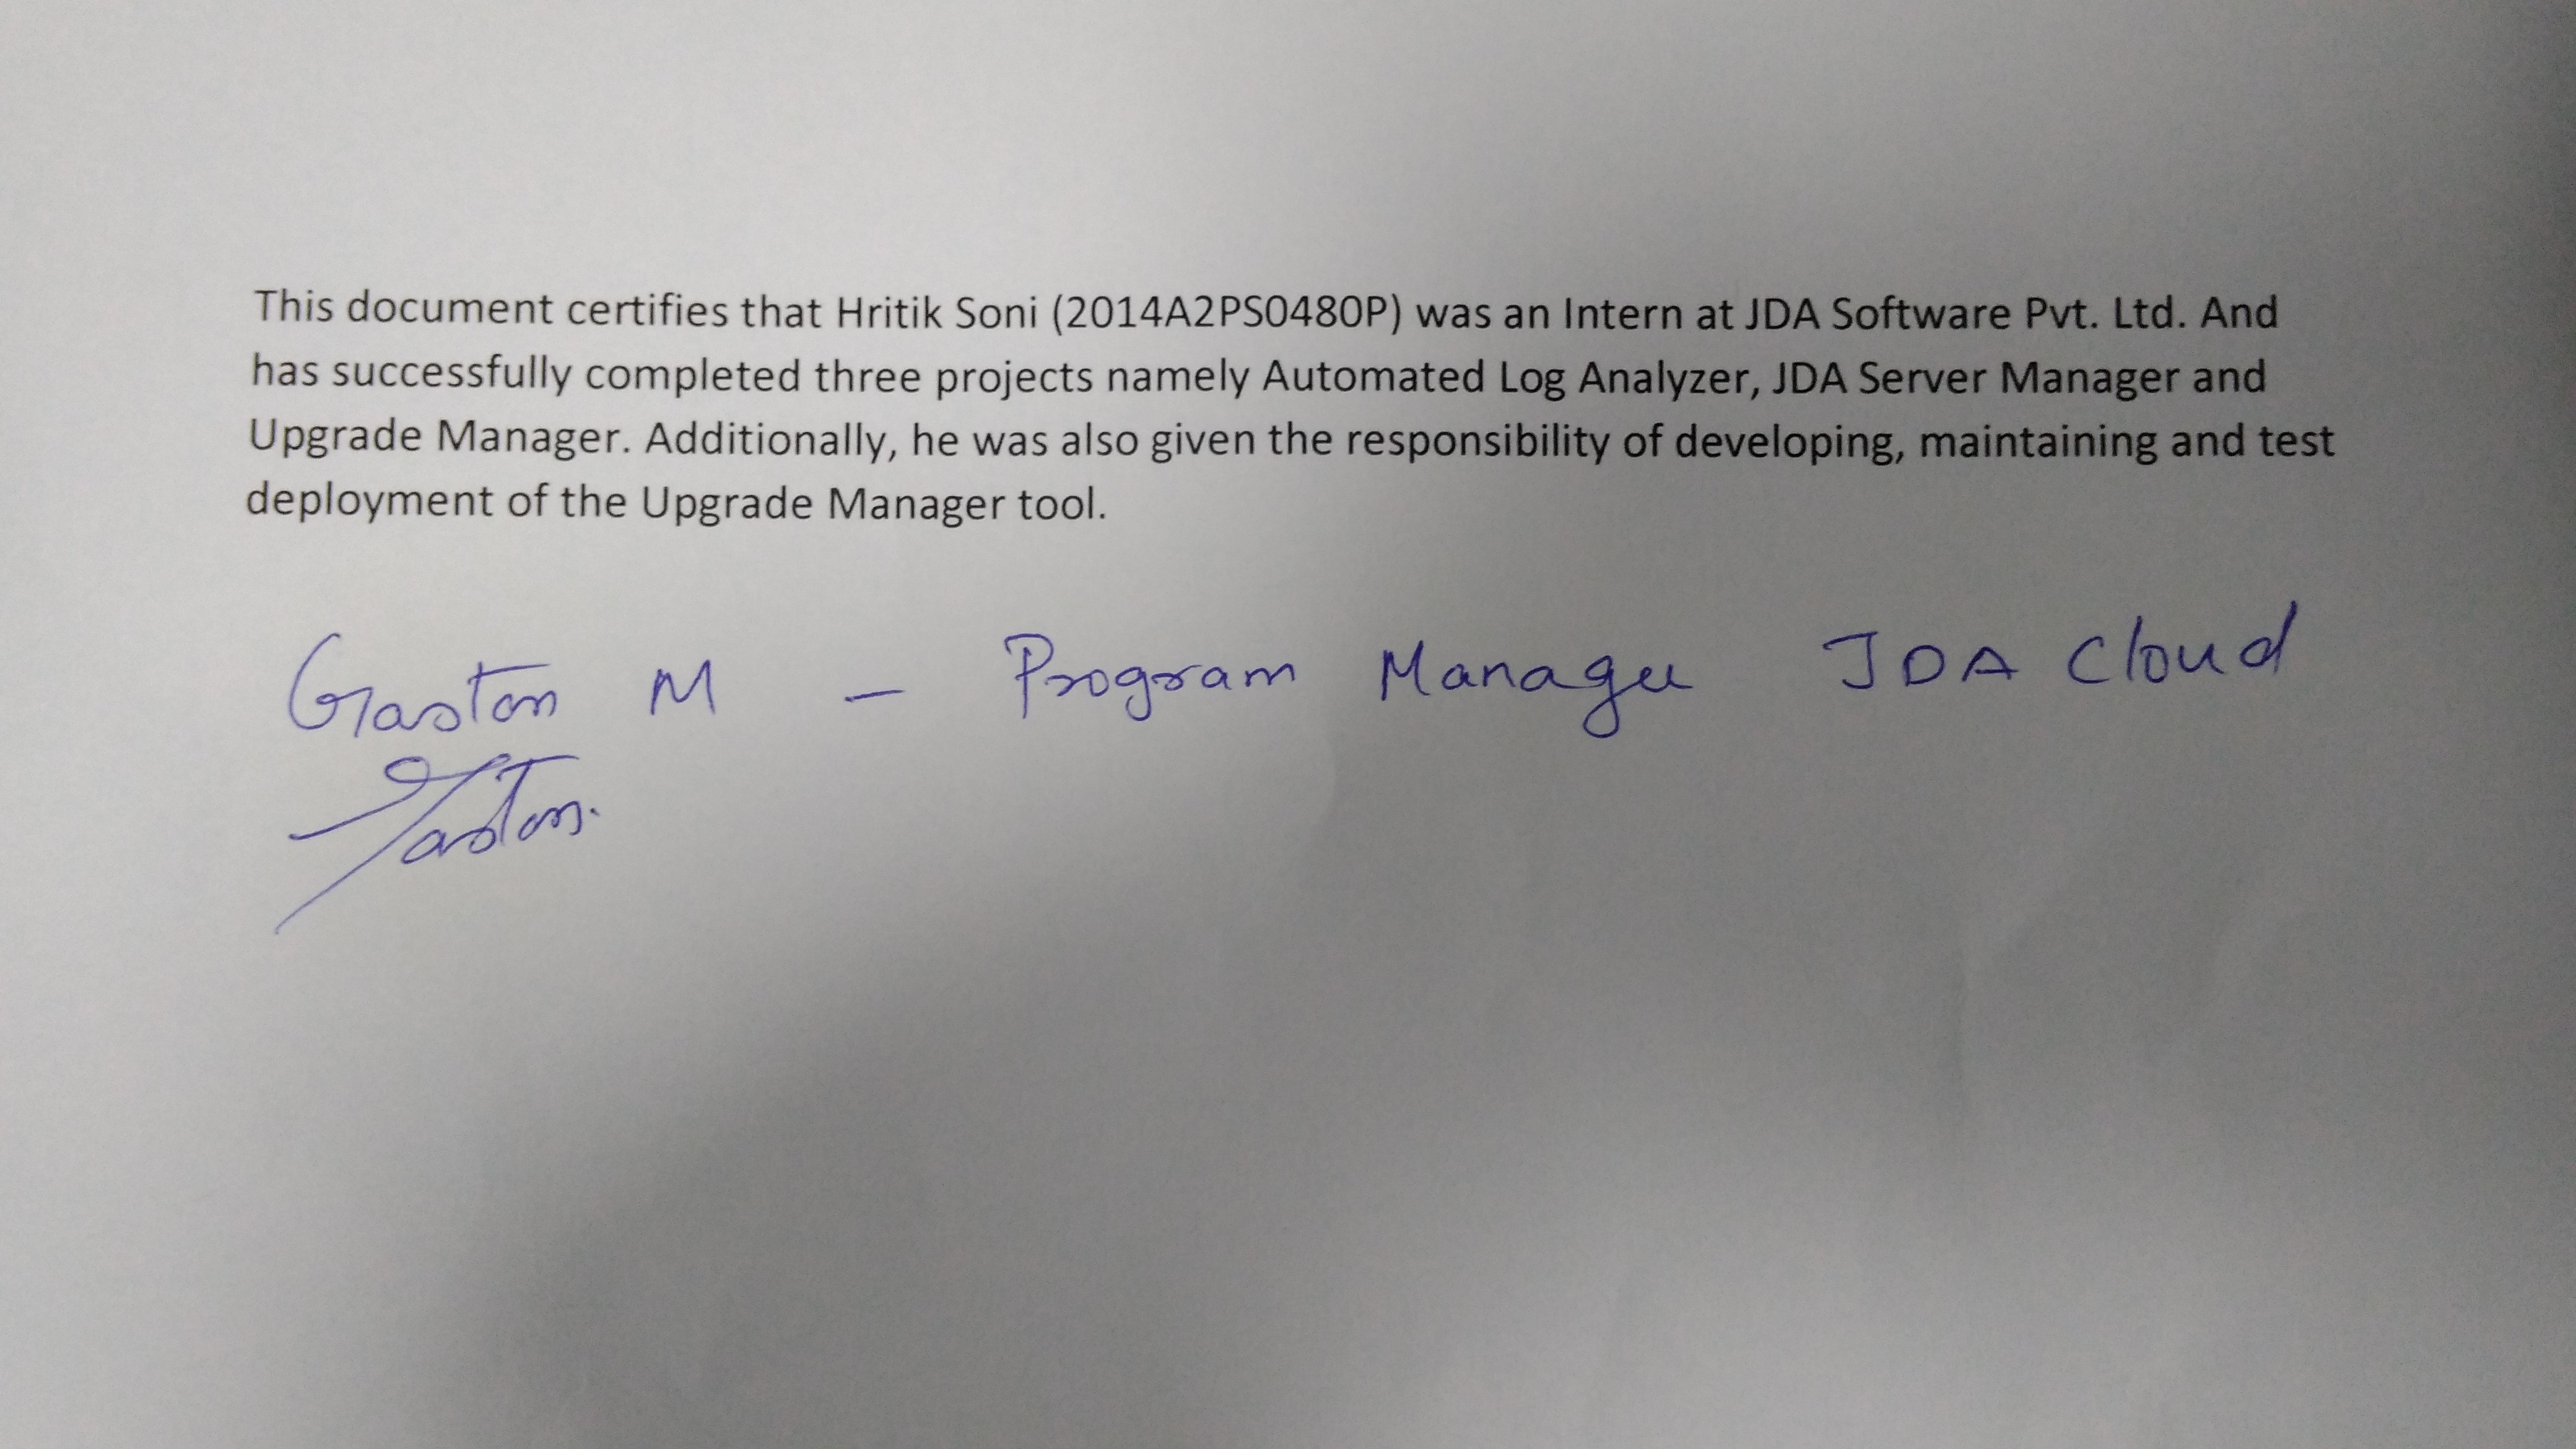 This document certifies that Hritik Soni (2014A2PS0480P) was an Intern at JDA Software Pvt. Ltd. And
has successfully completed three projects namely Automated Log Analyzer, JDA Server Manager and
Upgrade Manager. Additionally, he was also given the responsibility of developing, maintaining and test
deployment of the Upgrade Manager tool.
Gaston M - Program Manager JDA Cloud
Gaston.